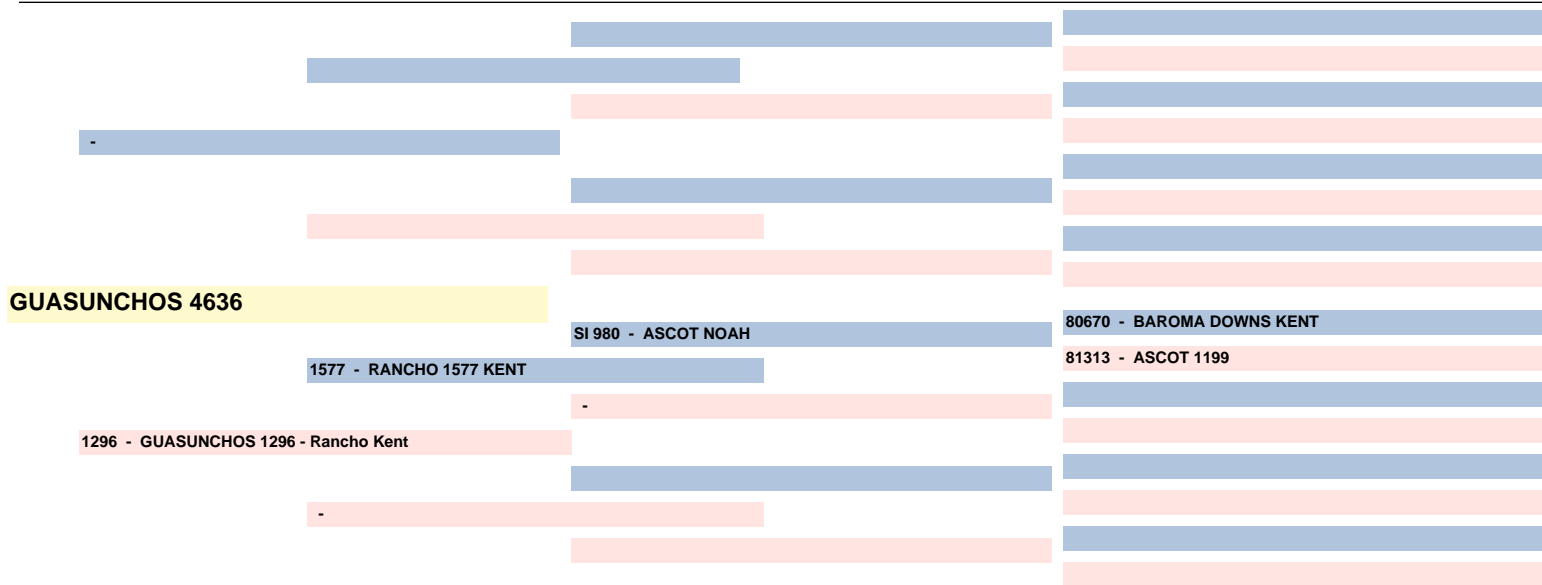 -
GUASUNCHOS 4636
SI 980 - ASCOT NOAH
80670 - BAROMA DOWNS KENT
81313 - ASCOT 1199
1577 - RANCHO 1577 KENT
-
1296 - GUASUNCHOS 1296 - Rancho Kent
-